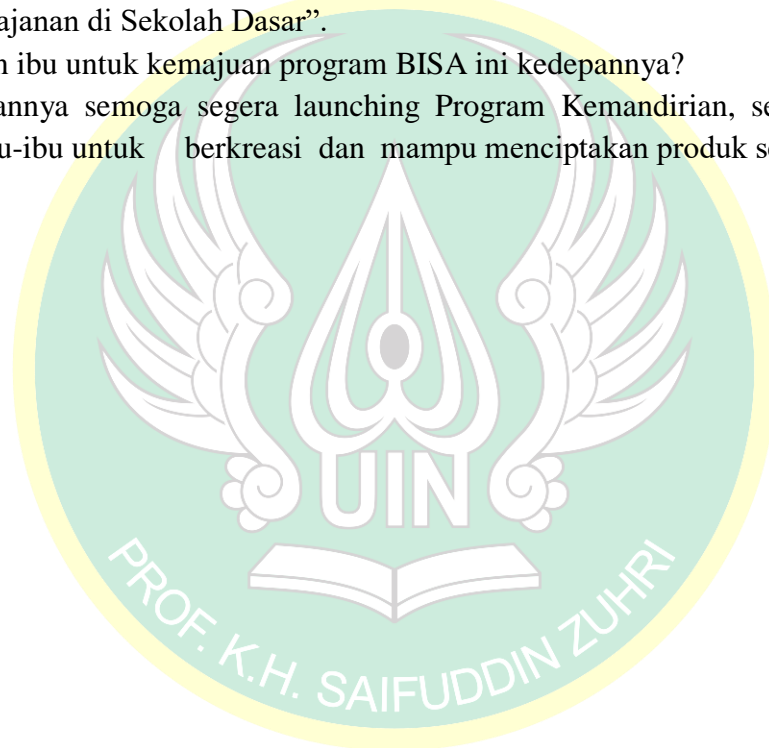 ajanan di Sekolah Dasar”.
n ibu untuk kemajuan program BISA ini kedepannya?
annya semoga segera launching Program Kemandirian, se
u-ibu untuk berkreasi dan mampu menciptakan produk s
UIN
PROF. K.H. SAIFUDDIN ZUHRI